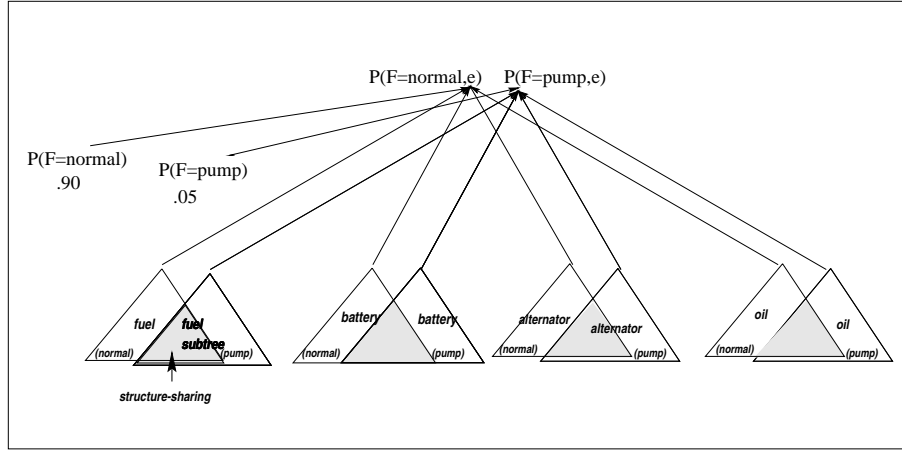 P(F=normal,e) P(F=pump,e)
P(F=normal)
.90
P(F=pump)
.05
fuel
fuel
subtree
(normal)
(pump)
structure-sharing
battery
battery
(normal)
(pump)
alternator
alternator
(normal)
(pump)
oil
oil
(normal)
(pump)